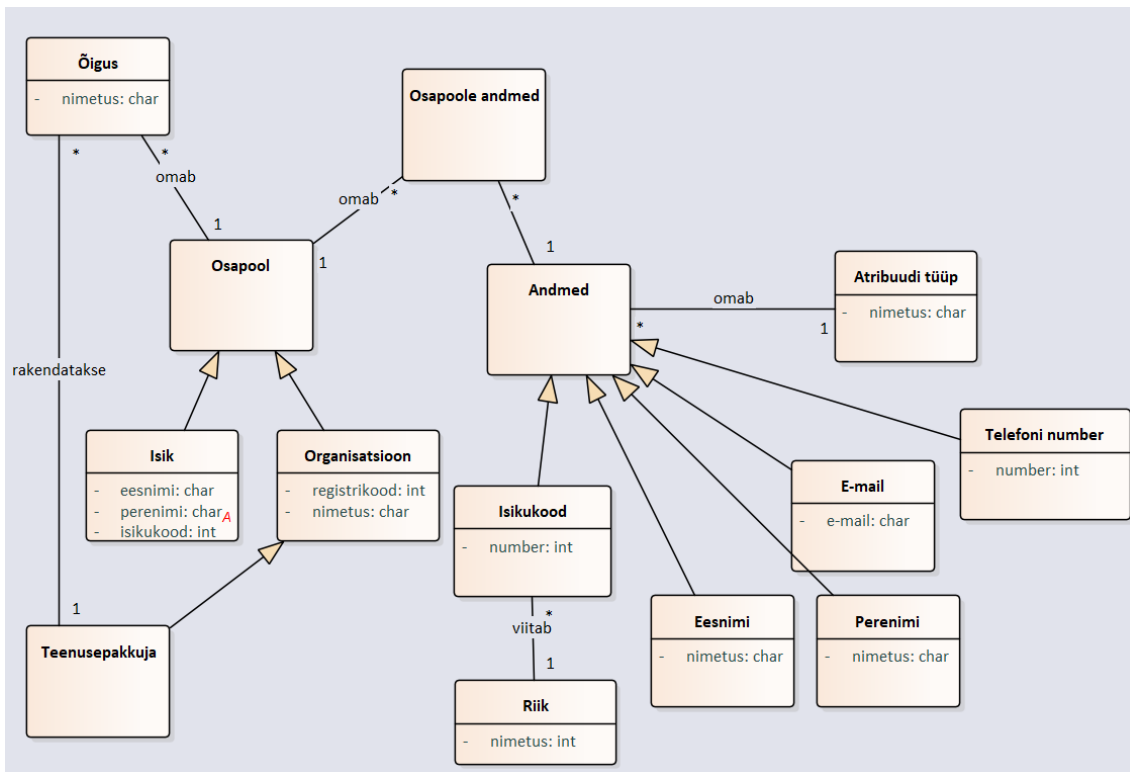 Õigus
- nimetus: char
*
*
omab
1
Osapoole andmed
omab
*
1
*
1
Osapool
Andmed
omab
*
1
Atribuudi tüüp
- nimetus: char
rakendatakse
1
Isik
- eesnimi: char
- perenimi: char
A
- isikukood: int
Organisatsioon
- registrikood: int
- nimetus: char
Telefoni number
- number: int
E-mail
- e-mail: char
Isikukood
- number: int
*
viitab
1
Eesnimi
- nimetus: char
Perenimi
- nimetus: char
Teenusepakkuja
Riik
- nimetus: int